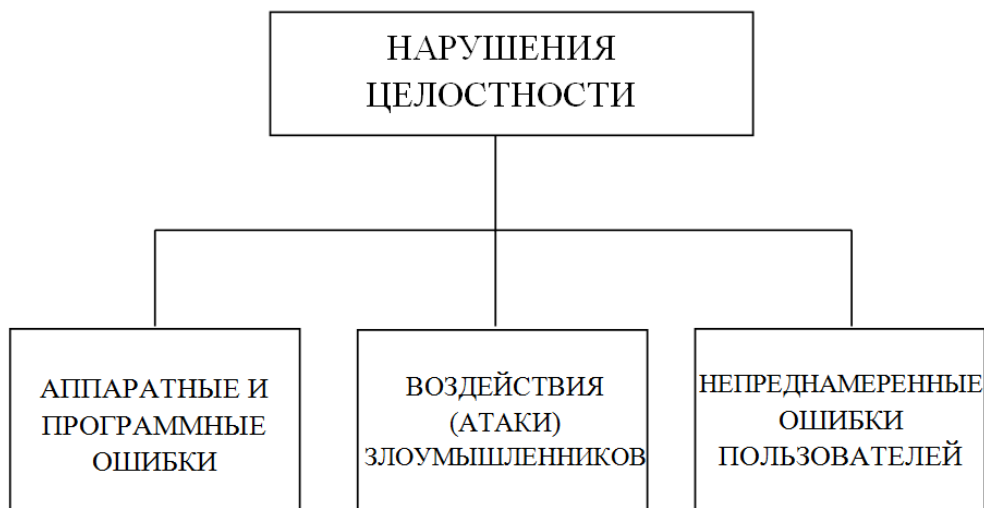 НАРУШЕНИЯ
ЦЕЛОСТНОСТИ
АППАРАТНЫЕ И
ПРОГРАММНЫЕ
ОШИБКИ
ВОЗДЕЙСТВИЯ
(АТАКИ)
ЗЛОУМЫШЛЕННИКОВ
НЕПРЕДНАМЕРЕННЫЕ
ОШИБКИ
ПОЛЬЗОВАТЕЛЕЙ